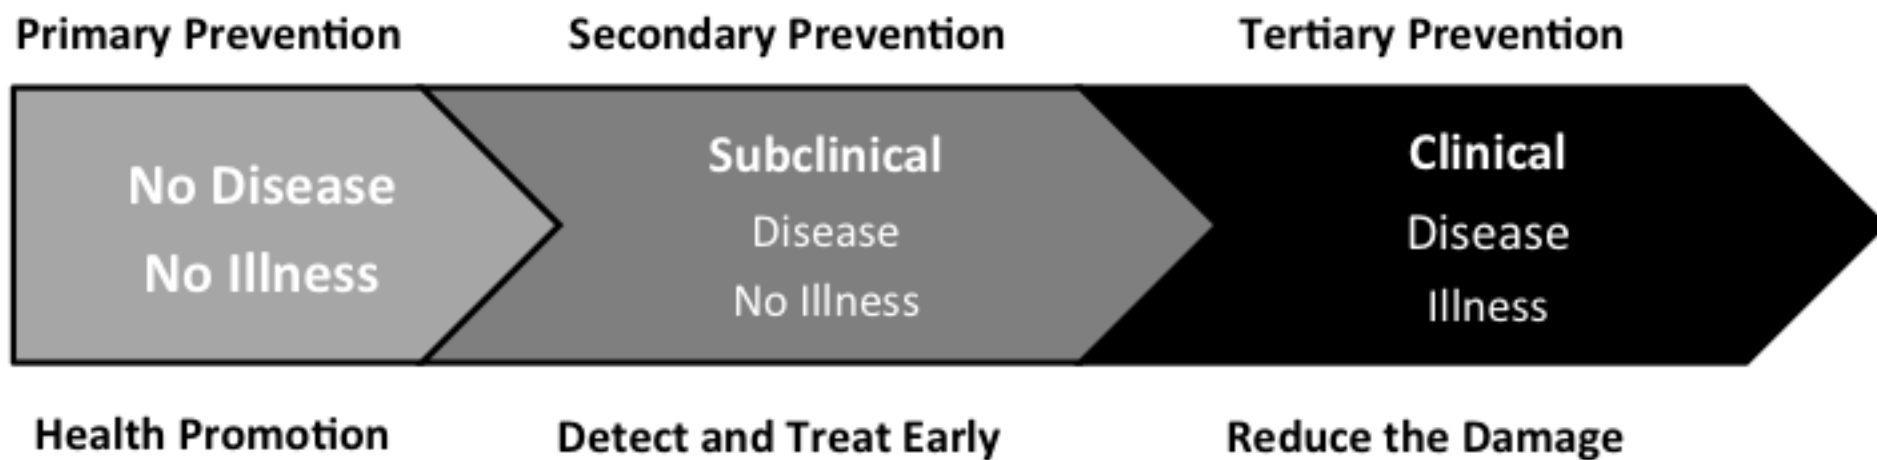 Primary Prevention
Secondary Prevention
Tertiary Prevention
No Disease
No Illness
Subclinical
Disease
No Illness
Clinical
Disease
Illness
Health Promotion
Detect and Treat Early
Reduce the Damage